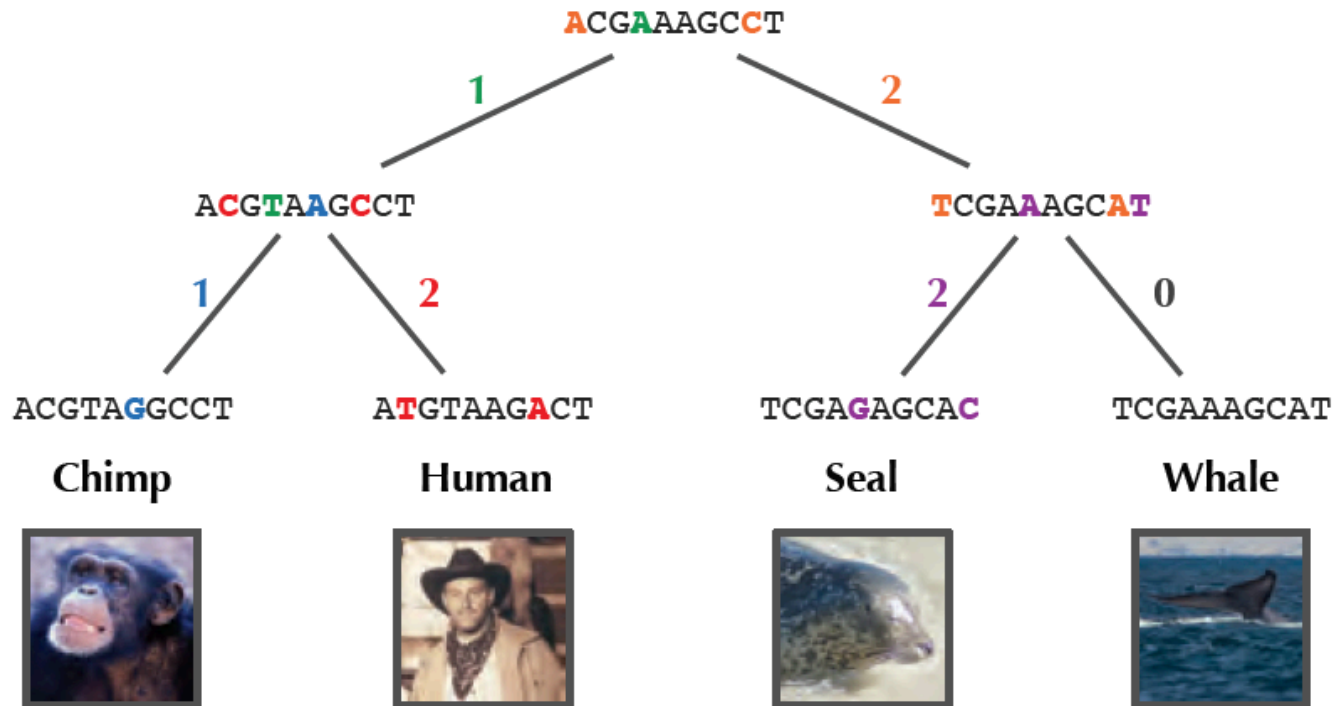 ACGAAAGCCT
1 2
ACGTAAGCCT TCGAAAGCAT
1 2 2 0
ACGTAGGCCT ATGTAAGACT TCGAGAGCAC TCGAAAGCAT
Chimp Human Seal Whale